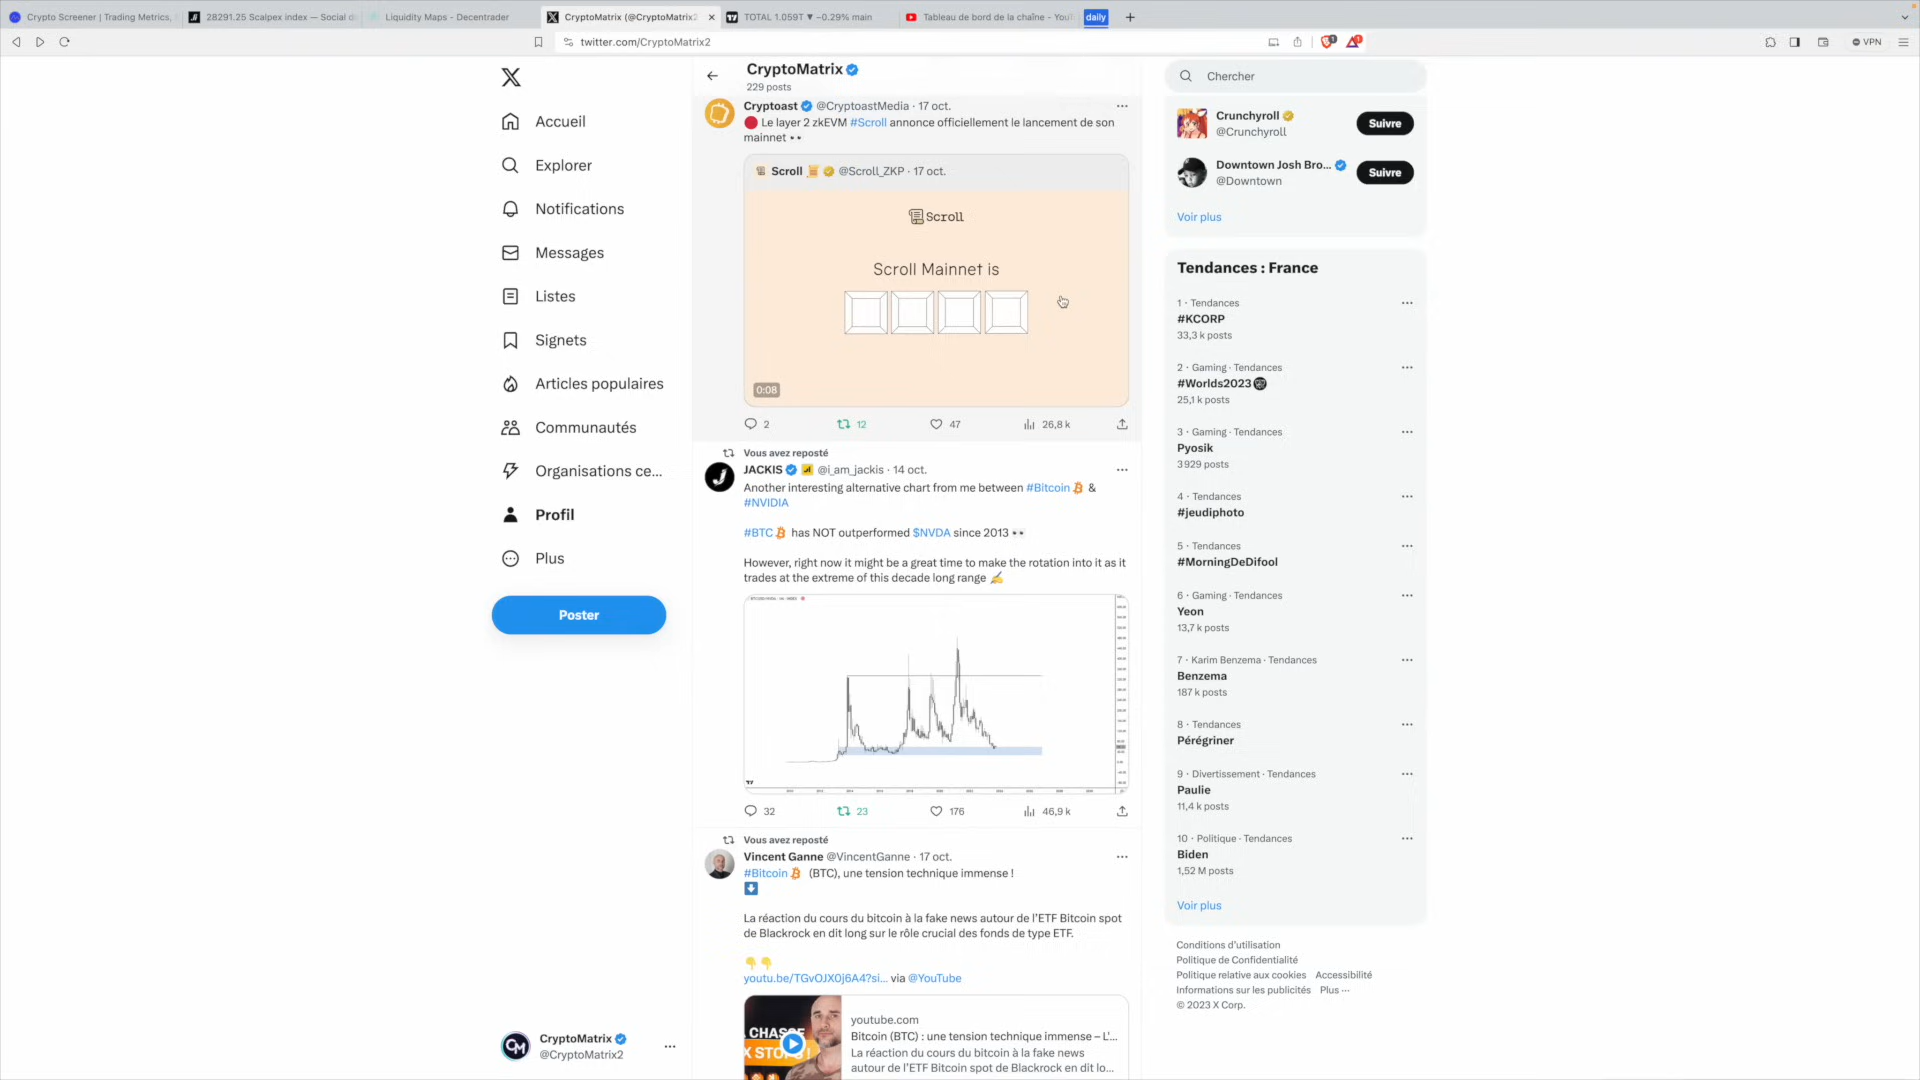 Crypto Screener | Trading Metrics,
28291.25 Scalpex index — Social d
Liquidity Maps - Decentrader
CryptoMatrix (@CryptoMatrix2
TOTAL 1.059T ▼ −0.29% main
Tableau de bord de la chaîne - YouT
daily
twitter.com/CryptoMatrix2
VPN
Accueil
Explorer
Notifications
Messages
Listes
Signets
Articles populaires
Communautés
Organisations ce...
Profil
Plus
Poster
CryptoMatrix
@CryptoMatrix2
CryptoMatrix
229 posts
Cryptoast @CryptoastMedia · 17 oct.
🔴 Le layer 2 zkEVM #Scroll annonce officiellement le lancement de son
mainnet 👀
Scroll 📜 @Scroll_ZKP · 17 oct.
Scroll
Scroll Mainnet is
0:08
2 12 47 26,8 k
Vous avez reposté
JACKIS @i_am_jackis · 14 oct.
Another interesting alternative chart from me between #Bitcoin &
#NVIDIA
#BTC has NOT outperformed $NVDA since 2013 👀
However, right now it might be a great time to make the rotation into it as it
trades at the extreme of this decade long range ✍️
32 23 176 46,9 k
Vous avez reposté
Vincent Ganne @VincentGanne · 17 oct.
#Bitcoin (BTC), une tension technique immense !
⬇️
La réaction du cours du bitcoin à la fake news autour de l'ETF Bitcoin spot
de Blackrock en dit long sur le rôle crucial des fonds de type ETF.
👇👇
youtu.be/TGvOJX0j6A4?si... via @YouTube
CHASSE
X STOPS !
youtube.com
Bitcoin (BTC) : une tension technique immense – L'...
La réaction du cours du bitcoin à la fake news
autour de l'ETF Bitcoin spot de Blackrock en dit lo...
Chercher
Crunchyroll
@Crunchyroll
Suivre
Downtown Josh Bro...
@Downtown
Suivre
Voir plus
Tendances : France
1 · Tendances
#KCORP
33,3 k posts
2 · Gaming · Tendances
#Worlds2023
25,1 k posts
3 · Gaming · Tendances
Pyosik
3 929 posts
4 · Tendances
#jeudiphoto
5 · Tendances
#MorningDeDifool
6 · Gaming · Tendances
Yeon
13,7 k posts
7 · Karim Benzema · Tendances
Benzema
187 k posts
8 · Tendances
Pérégriner
9 · Divertissement · Tendances
Paulie
11,4 k posts
10 · Politique · Tendances
Biden
1,52 M posts
Voir plus
Conditions d'utilisation
Politique de Confidentialité
Politique relative aux cookies Accessibilité
Informations sur les publicités Plus ···
© 2023 X Corp.